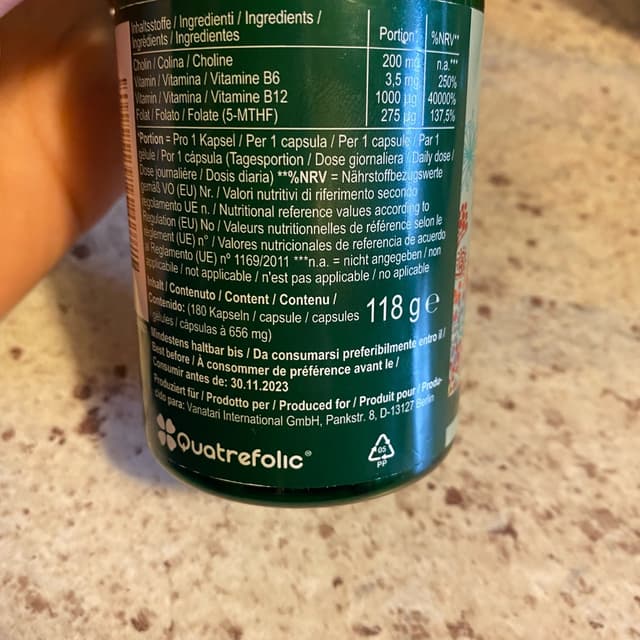 Inhaltsstoffe / Ingredienti / Ingredients /
Ingrédients / Ingredientes Portion* %NRV**
Cholin / Colina / Choline 200 mg n.a.***
Vitamin / Vitamina / Vitamine B6 3,5 mg 250%
Vitamin / Vitamina / Vitamine B12 1000 µg 40000%
Folat / Folato / Folate (5-MTHF) 275 µg 137,5%
*Portion = Pro 1 Kapsel / Per 1 capsula / Per 1 capsule / Par 1
gélule / Por 1 cápsula (Tagesportion / Dose giornaliera / Daily dose /
Dose journalière / Dosis diaria) **%NRV = Nährstoffbezugswerte
gemäß VO (EU) Nr. / Valori nutritivi di riferimento secondo
regolamento UE n. / Nutritional reference values according to
Regulation (EU) No / Valeurs nutritionnelles de référence selon le
règlement (UE) n° / Valores nutricionales de referencia de acuerdo
al Reglamento (UE) nº 1169/2011 ***n.a. = nicht angegeben / non
applicabile / not applicable / n'est pas applicable / no aplicable
Inhalt / Contenuto / Content / Contenu /
Contenido: (180 Kapseln / capsule / capsules 118 g e
gélules / cápsulas à 656 mg)
Mindestens haltbar bis / Da consumarsi preferibilmente entro il /
Best before / À consommer de préférence avant le /
Consumir antes de: 30.11.2023
Produziert für / Prodotto per / Produced for / Produit pour / Produ-
cido para: Vanatari International GmbH, Pankstr. 8, D-13127 Berlin
Quatrefolic®
05
PP